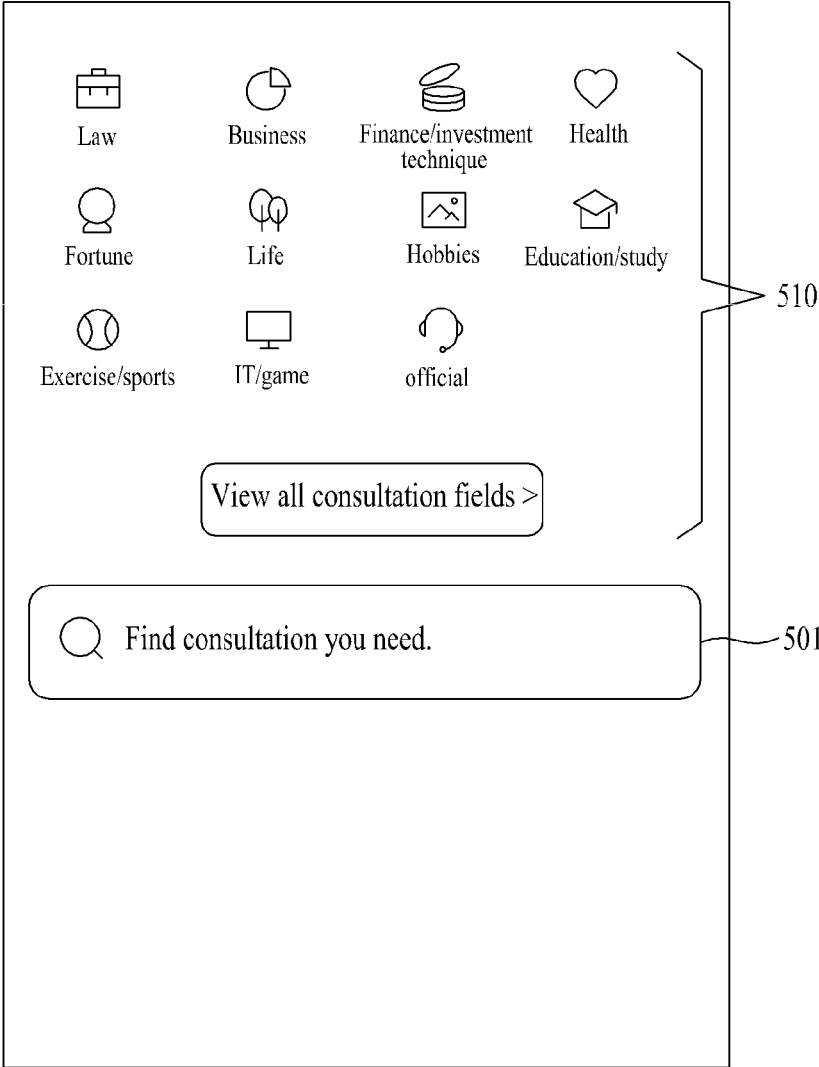 Law
Business
Finance/investment
technique
Health
Fortune
Life
Hobbies
Education/study
510
Exercise/sports
IT/game
official
View all consultation fields >
Find consultation you need.
501